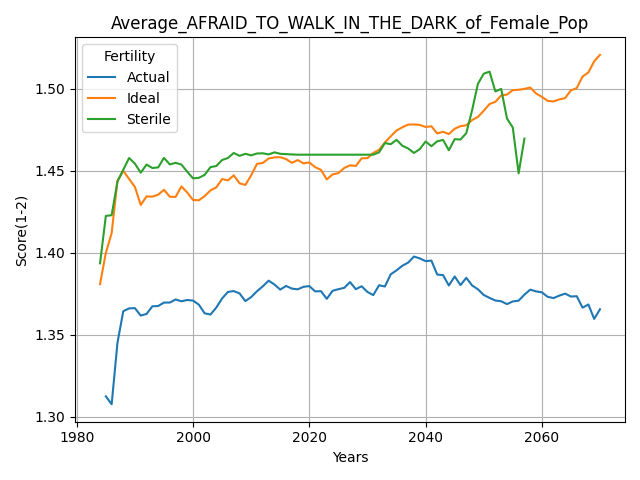 Average_AFRAID_TO_WALK_IN_THE_DARK_of_Female_Pop
Fertility
Actual
Ideal
Sterile
Score(1-2)
1.50
1.45
1.40
1.35
1.30
1980
2000
2020
2040
2060
Years